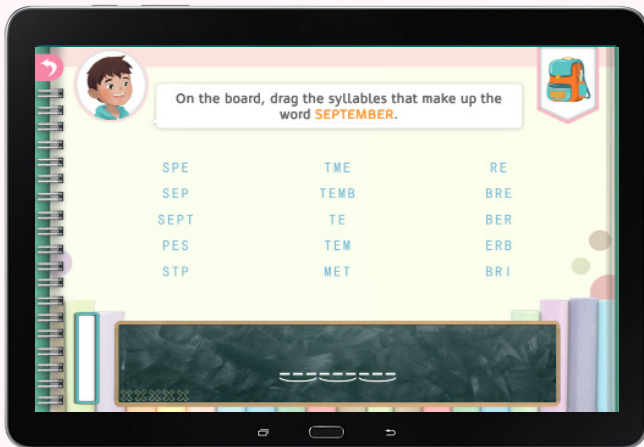 On the board, drag the syllables that make up the
word SEPTEMBER.
SPE TME RE
SEP TEMB BRE
SEPT TE BER
PES TEM ERB
STP MET BRI